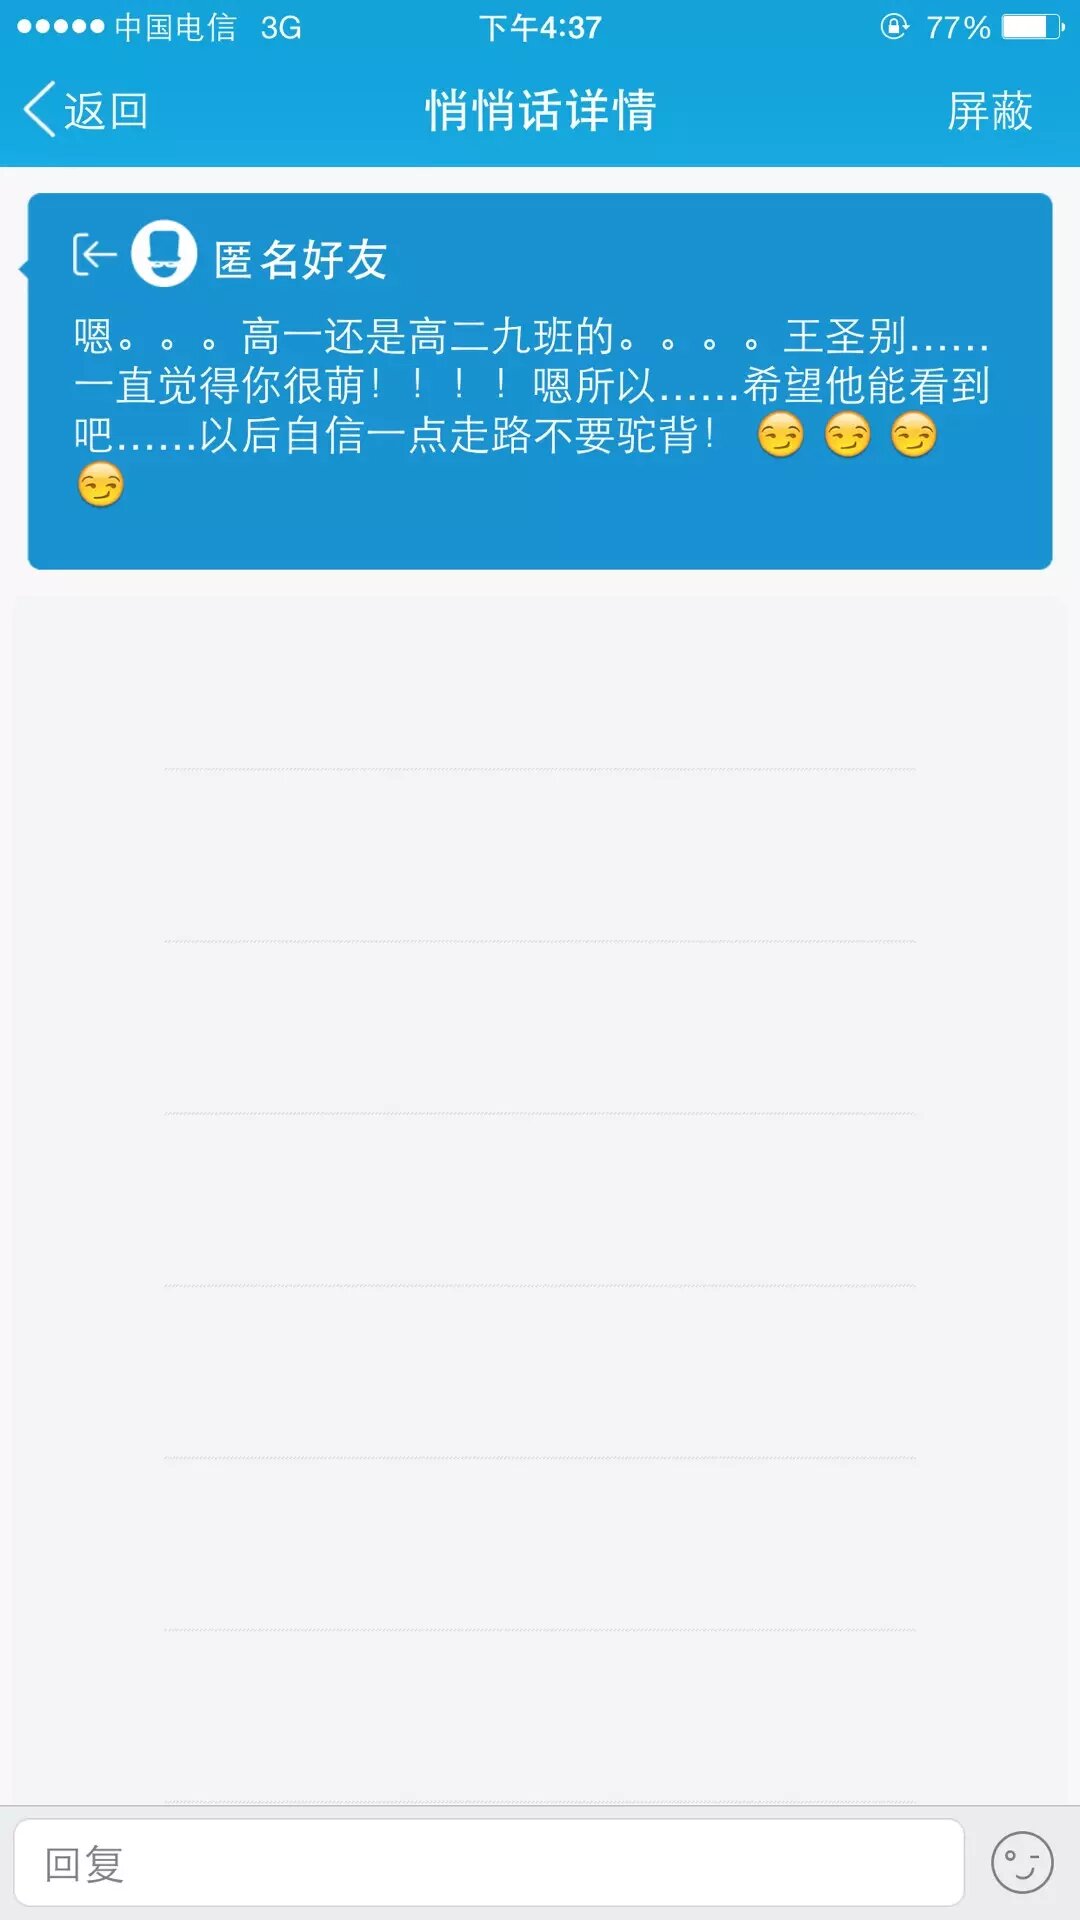 中国电信 3G 下午4:37 77%
返回 悄悄话详情 屏蔽
匿名好友
嗯。。。高一还是高二九班的。。。。王圣别……
一直觉得你很萌！！！！嗯所以……希望他能看到
吧……以后自信一点走路不要驼背！😏😏😏
😏
回复